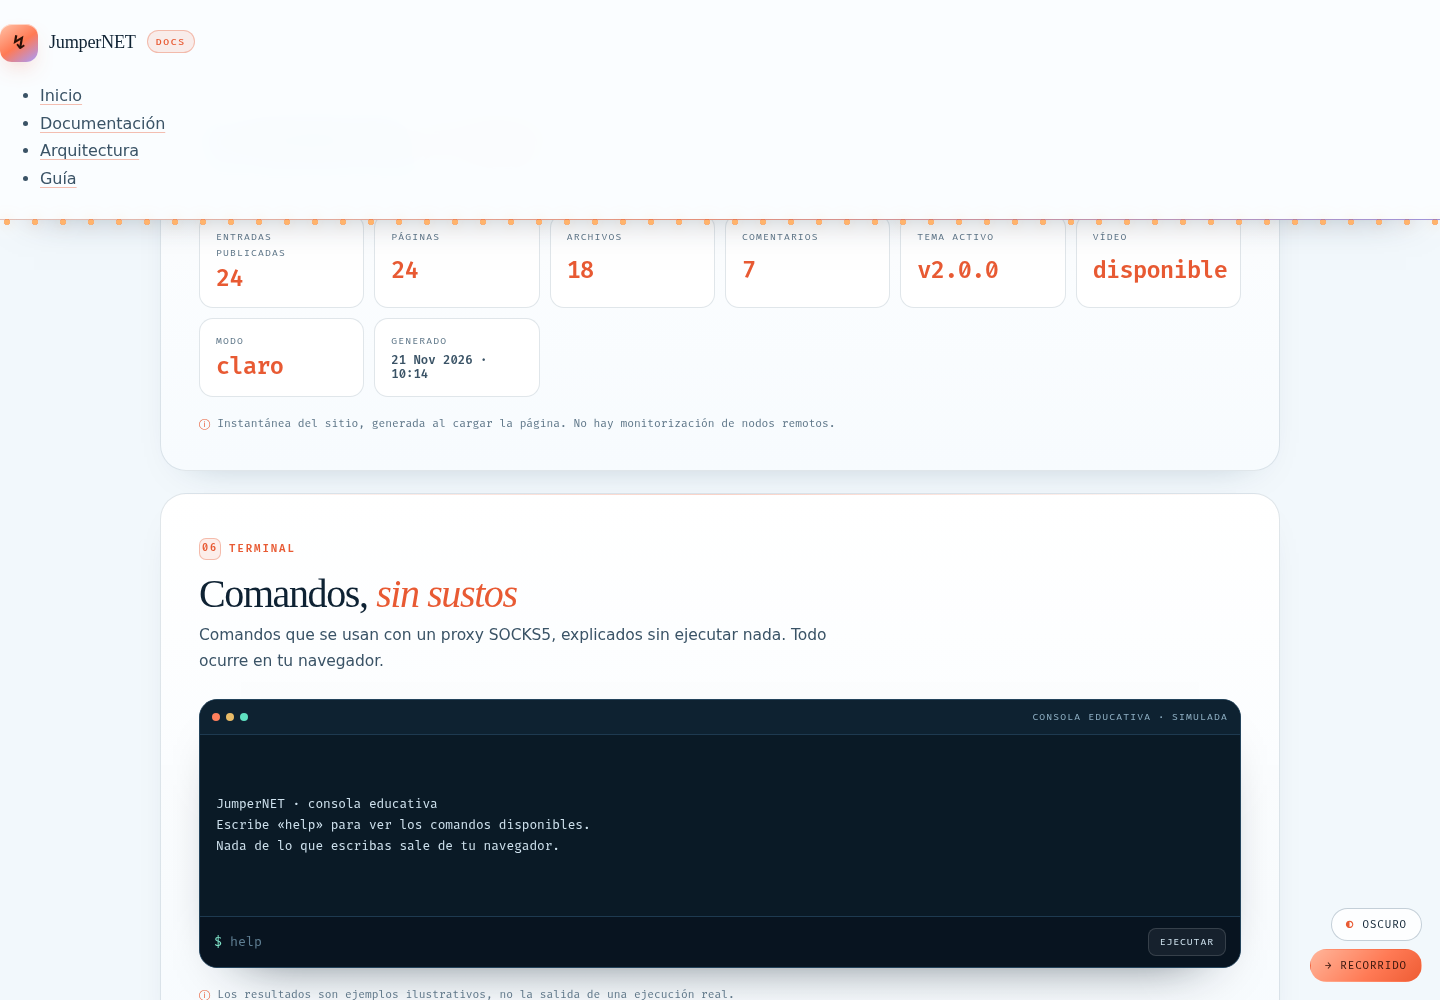 ↯ JumperNET DOCS
Inicio
Documentación
Arquitectura
Guía
ENTRADAS PUBLICADAS
24
PÁGINAS
24
ARCHIVOS
18
COMENTARIOS
7
TEMA ACTIVO
v2.0.0
VÍDEO
disponible
MODO
claro
GENERADO
21 Nov 2026 ·
10:14
ⓘ Instantánea del sitio, generada al cargar la página. No hay monitorización de nodos remotos.
06 TERMINAL
Comandos, sin sustos
Comandos que se usan con un proxy SOCKS5, explicados sin ejecutar nada. Todo
ocurre en tu navegador.
CONSOLA EDUCATIVA · SIMULADA
JumperNET · consola educativa
Escribe «help» para ver los comandos disponibles.
Nada de lo que escribas sale de tu navegador.
$ help
EJECUTAR
◐ OSCURO
→ RECORRIDO
ⓘ Los resultados son ejemplos ilustrativos, no la salida de una ejecución real.